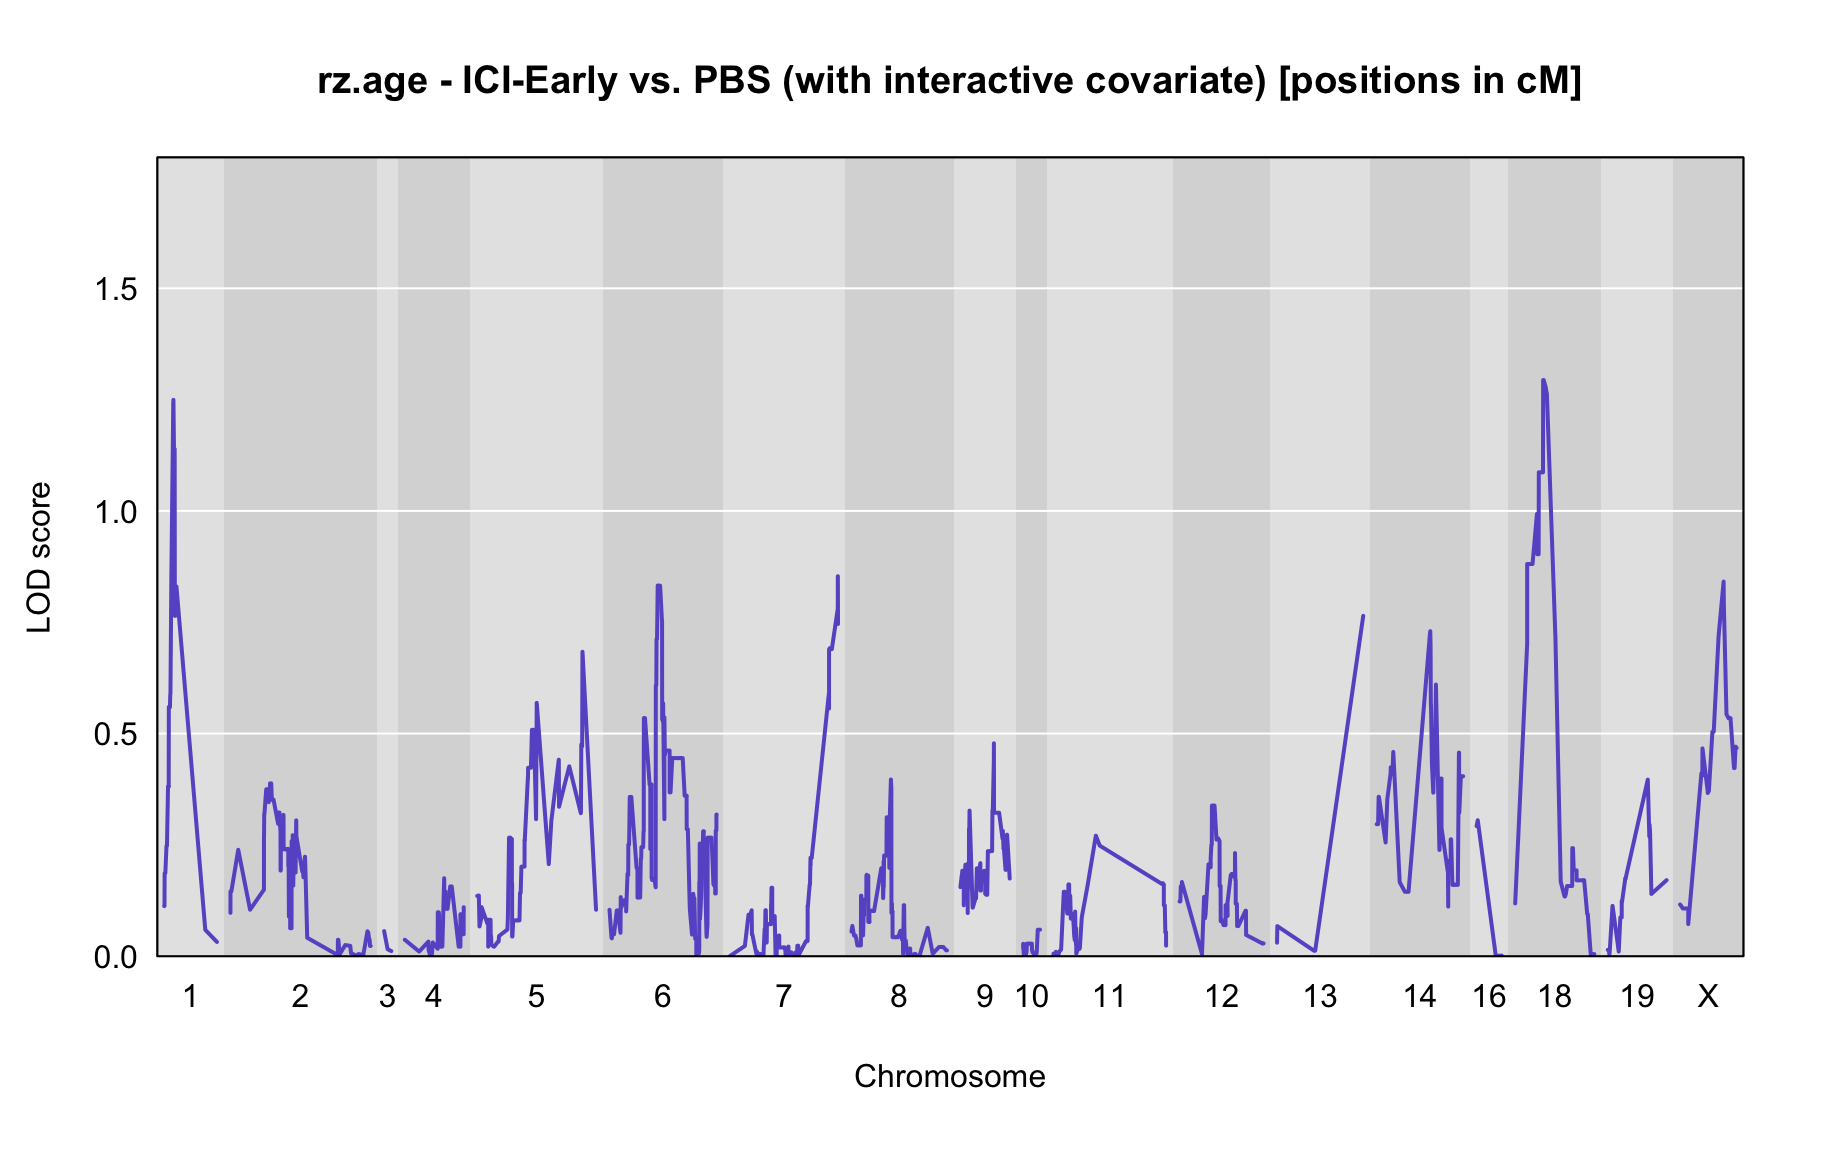 rz.age - ICI-Early vs. PBS (with interactive covariate) [positions in cM]
LOD score
1.5
1.0
0.5
0.0
1 2 3 4 5 6 7 8 9 10 11 12 13 14 16 18 19 X
Chromosome